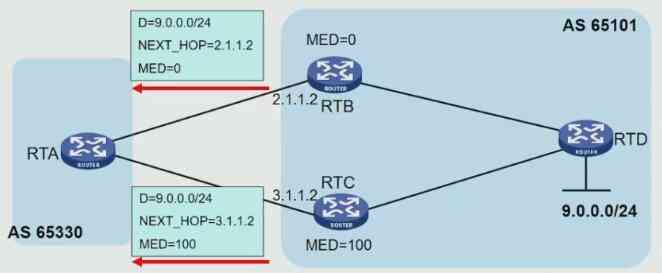 D=9.0.0.0/24
NEXT_HOP=2.1.1.2
MED=0
AS 65101
MED=0
2.1.1.2
ROUTER
RTB
RTA
ROUTER
ROUTER
RTD
RTC
3.1.1.2
ROUTER
MED=100
9.0.0.0/24
D=9.0.0.0/24
NEXT_HOP=3.1.1.2
MED=100
AS 65330